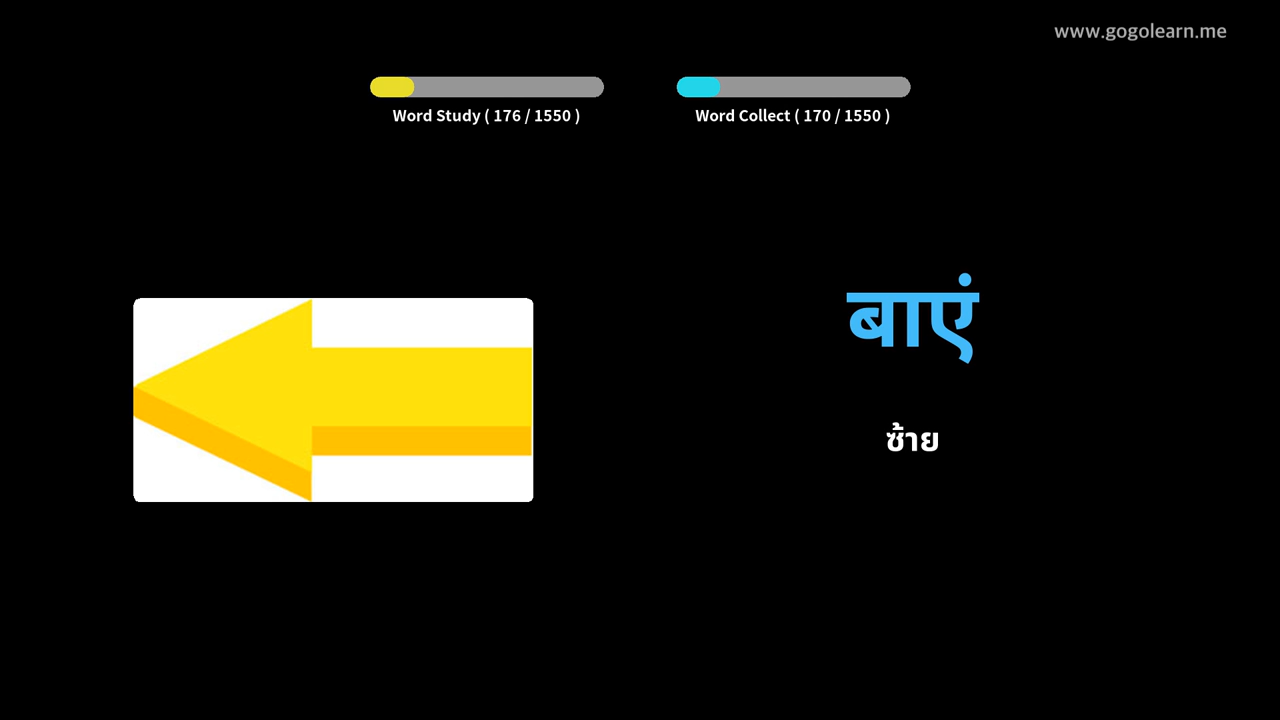 www.gogolearn.me
Word Study ( 176 / 1550 )
Word Collect ( 170 / 1550 )
बाएं
ซ้าย